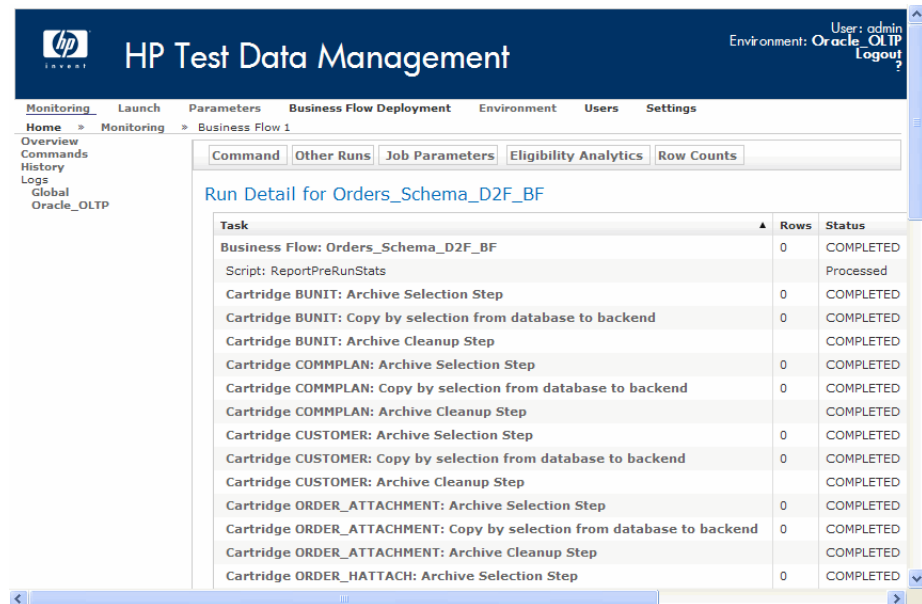 hp
invent
HP Test Data Management
User: admin
Environment: Oracle_OLTP
Logout
?
Monitoring Launch Parameters Business Flow Deployment Environment Users Settings
Home » Monitoring » Business Flow 1
Overview
Commands
History
Logs
Global
Oracle_OLTP
Command Other Runs Job Parameters Eligibility Analytics Row Counts
Run Detail for Orders_Schema_D2F_BF
Task ▲ Rows Status
Business Flow: Orders_Schema_D2F_BF 0 COMPLETED
Script: ReportPreRunStats Processed
Cartridge BUNIT: Archive Selection Step 0 COMPLETED
Cartridge BUNIT: Copy by selection from database to backend 0 COMPLETED
Cartridge BUNIT: Archive Cleanup Step COMPLETED
Cartridge COMMPLAN: Archive Selection Step 0 COMPLETED
Cartridge COMMPLAN: Copy by selection from database to backend 0 COMPLETED
Cartridge COMMPLAN: Archive Cleanup Step COMPLETED
Cartridge CUSTOMER: Archive Selection Step 0 COMPLETED
Cartridge CUSTOMER: Copy by selection from database to backend 0 COMPLETED
Cartridge CUSTOMER: Archive Cleanup Step COMPLETED
Cartridge ORDER_ATTACHMENT: Archive Selection Step 0 COMPLETED
Cartridge ORDER_ATTACHMENT: Copy by selection from database to backend 0 COMPLETED
Cartridge ORDER_ATTACHMENT: Archive Cleanup Step COMPLETED
Cartridge ORDER_HATTACH: Archive Selection Step 0 COMPLETED